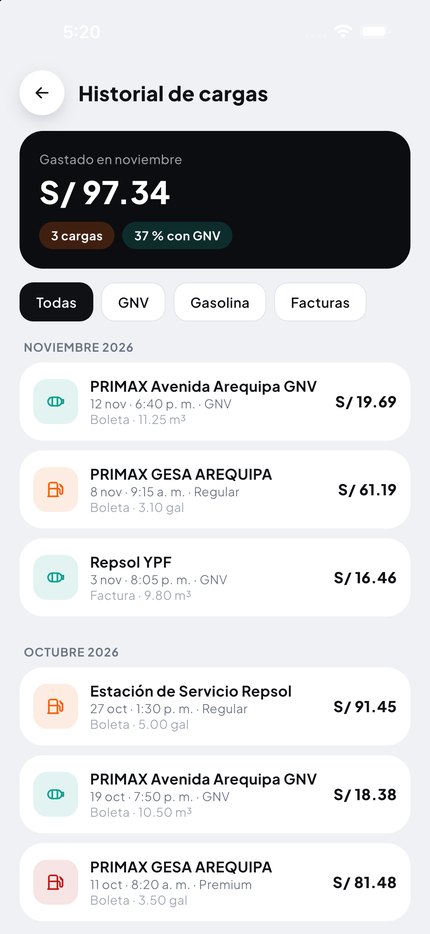 5:20
Historial de cargas
Gastado en noviembre
S/ 97.34
3 cargas
37 % con GNV
Todas
GNV
Gasolina
Facturas
NOVIEMBRE 2026
PRIMAX Avenida Arequipa GNV
12 nov · 6:40 p. m. · GNV
Boleta · 11.25 m³
S/ 19.69
PRIMAX GESA AREQUIPA
8 nov · 9:15 a. m. · Regular
Boleta · 3.10 gal
S/ 61.19
Repsol YPF
3 nov · 8:05 p. m. · GNV
Factura · 9.80 m³
S/ 16.46
OCTUBRE 2026
Estación de Servicio Repsol
27 oct · 1:30 p. m. · Regular
Boleta · 5.00 gal
S/ 91.45
PRIMAX Avenida Arequipa GNV
19 oct · 7:50 p. m. · GNV
Boleta · 10.50 m³
S/ 18.38
PRIMAX GESA AREQUIPA
11 oct · 8:20 a. m. · Premium
Boleta · 3.50 gal
S/ 81.48